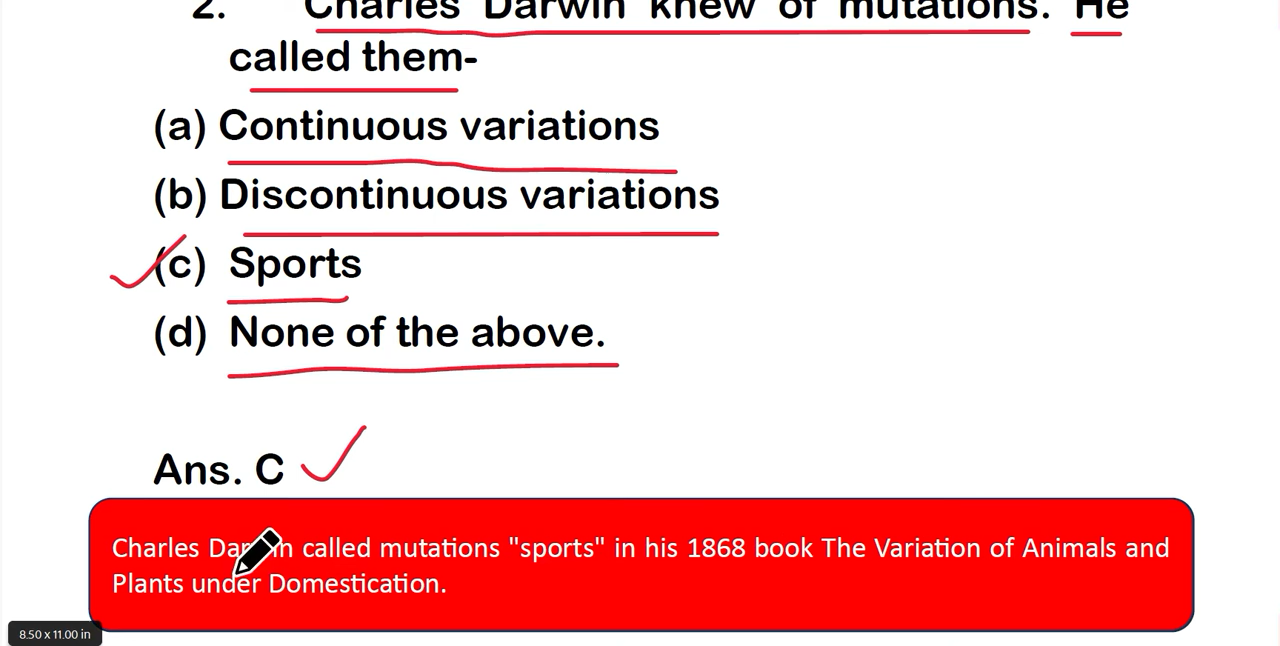 2. Charles Darwin knew of mutations. He
called them-
(a) Continuous variations
(b) Discontinuous variations
(c) Sports
(d) None of the above.
Ans. C
Charles Darwin called mutations "sports" in his 1868 book The Variation of Animals and
Plants under Domestication.
8.50 x 11.00 in